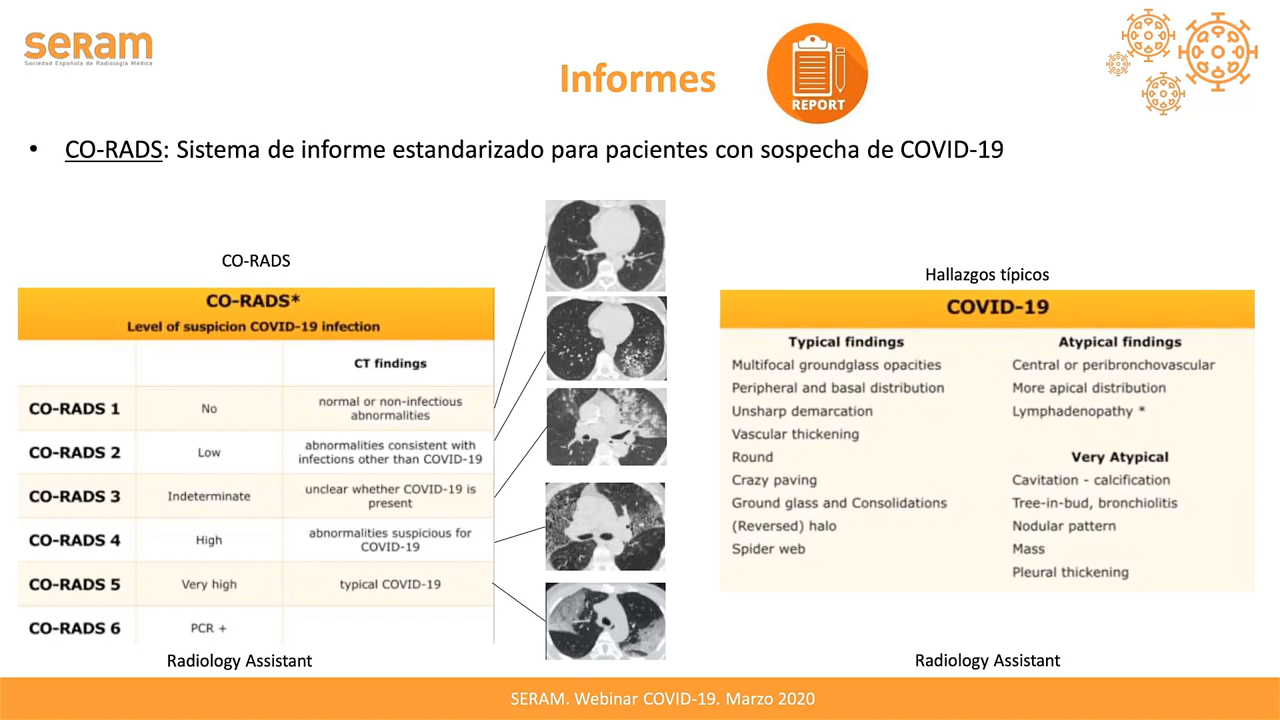 seRam
Sociedad Española de Radiología Médica
Informes
REPORT
• CO-RADS: Sistema de informe estandarizado para pacientes con sospecha de COVID-19
CO-RADS
CO-RADS*
Level of suspicion COVID-19 infection
CT findings
CO-RADS 1
No
normal or non-infectious
abnormalities
CO-RADS 2
Low
abnormalities consistent with
infections other than COVID-19
CO-RADS 3
Indeterminate
unclear whether COVID-19 is
present
CO-RADS 4
High
abnormalities suspicious for
COVID-19
CO-RADS 5
Very high
typical COVID-19
CO-RADS 6
PCR +
Radiology Assistant
Hallazgos típicos
COVID-19
Typical findings
Multifocal groundglass opacities
Peripheral and basal distribution
Unsharp demarcation
Vascular thickening
Round
Crazy paving
Ground glass and Consolidations
(Reversed) halo
Spider web
Atypical findings
Central or peribronchovascular
More apical distribution
Lymphadenopathy *
Very Atypical
Cavitation - calcification
Tree-in-bud, bronchiolitis
Nodular pattern
Mass
Pleural thickening
Radiology Assistant
SERAM. Webinar COVID-19. Marzo 2020